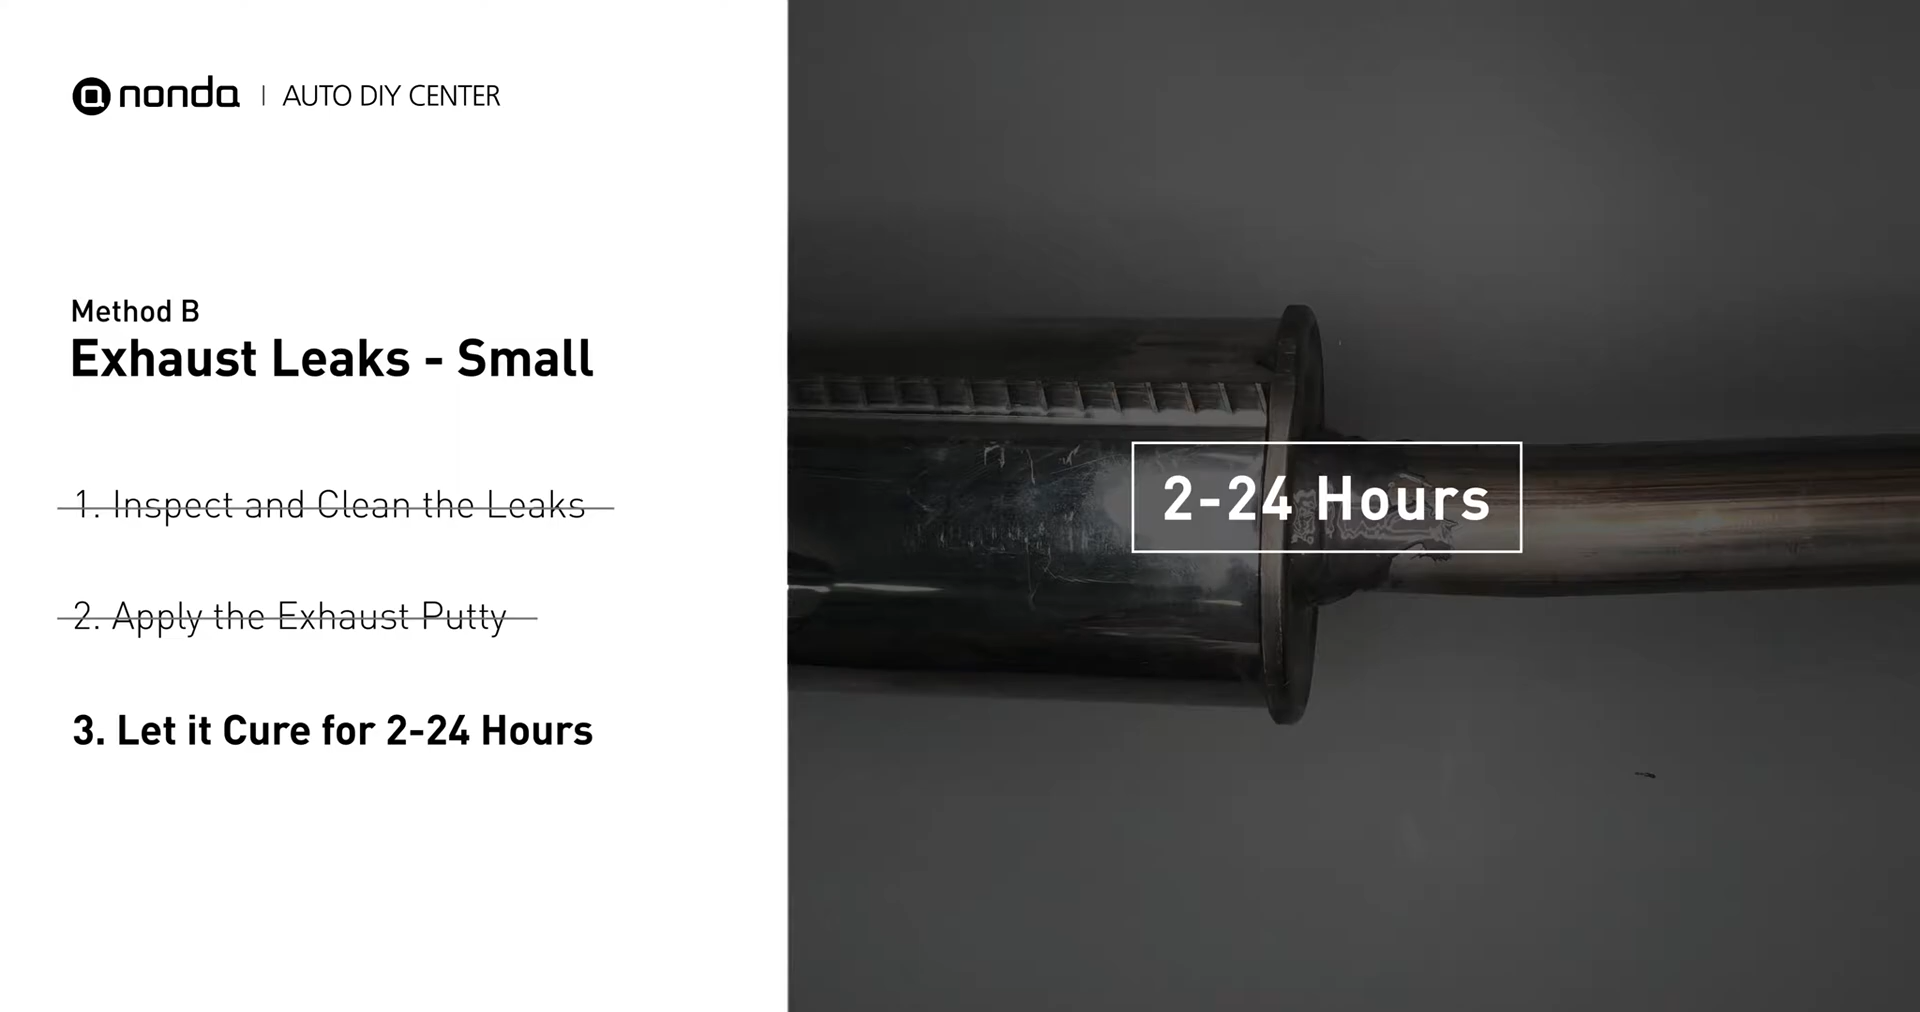 nonda | AUTO DIY CENTER
Method B
Exhaust Leaks - Small
1. Inspect and Clean the Leaks
2. Apply the Exhaust Putty
3. Let it Cure for 2-24 Hours
2-24 Hours